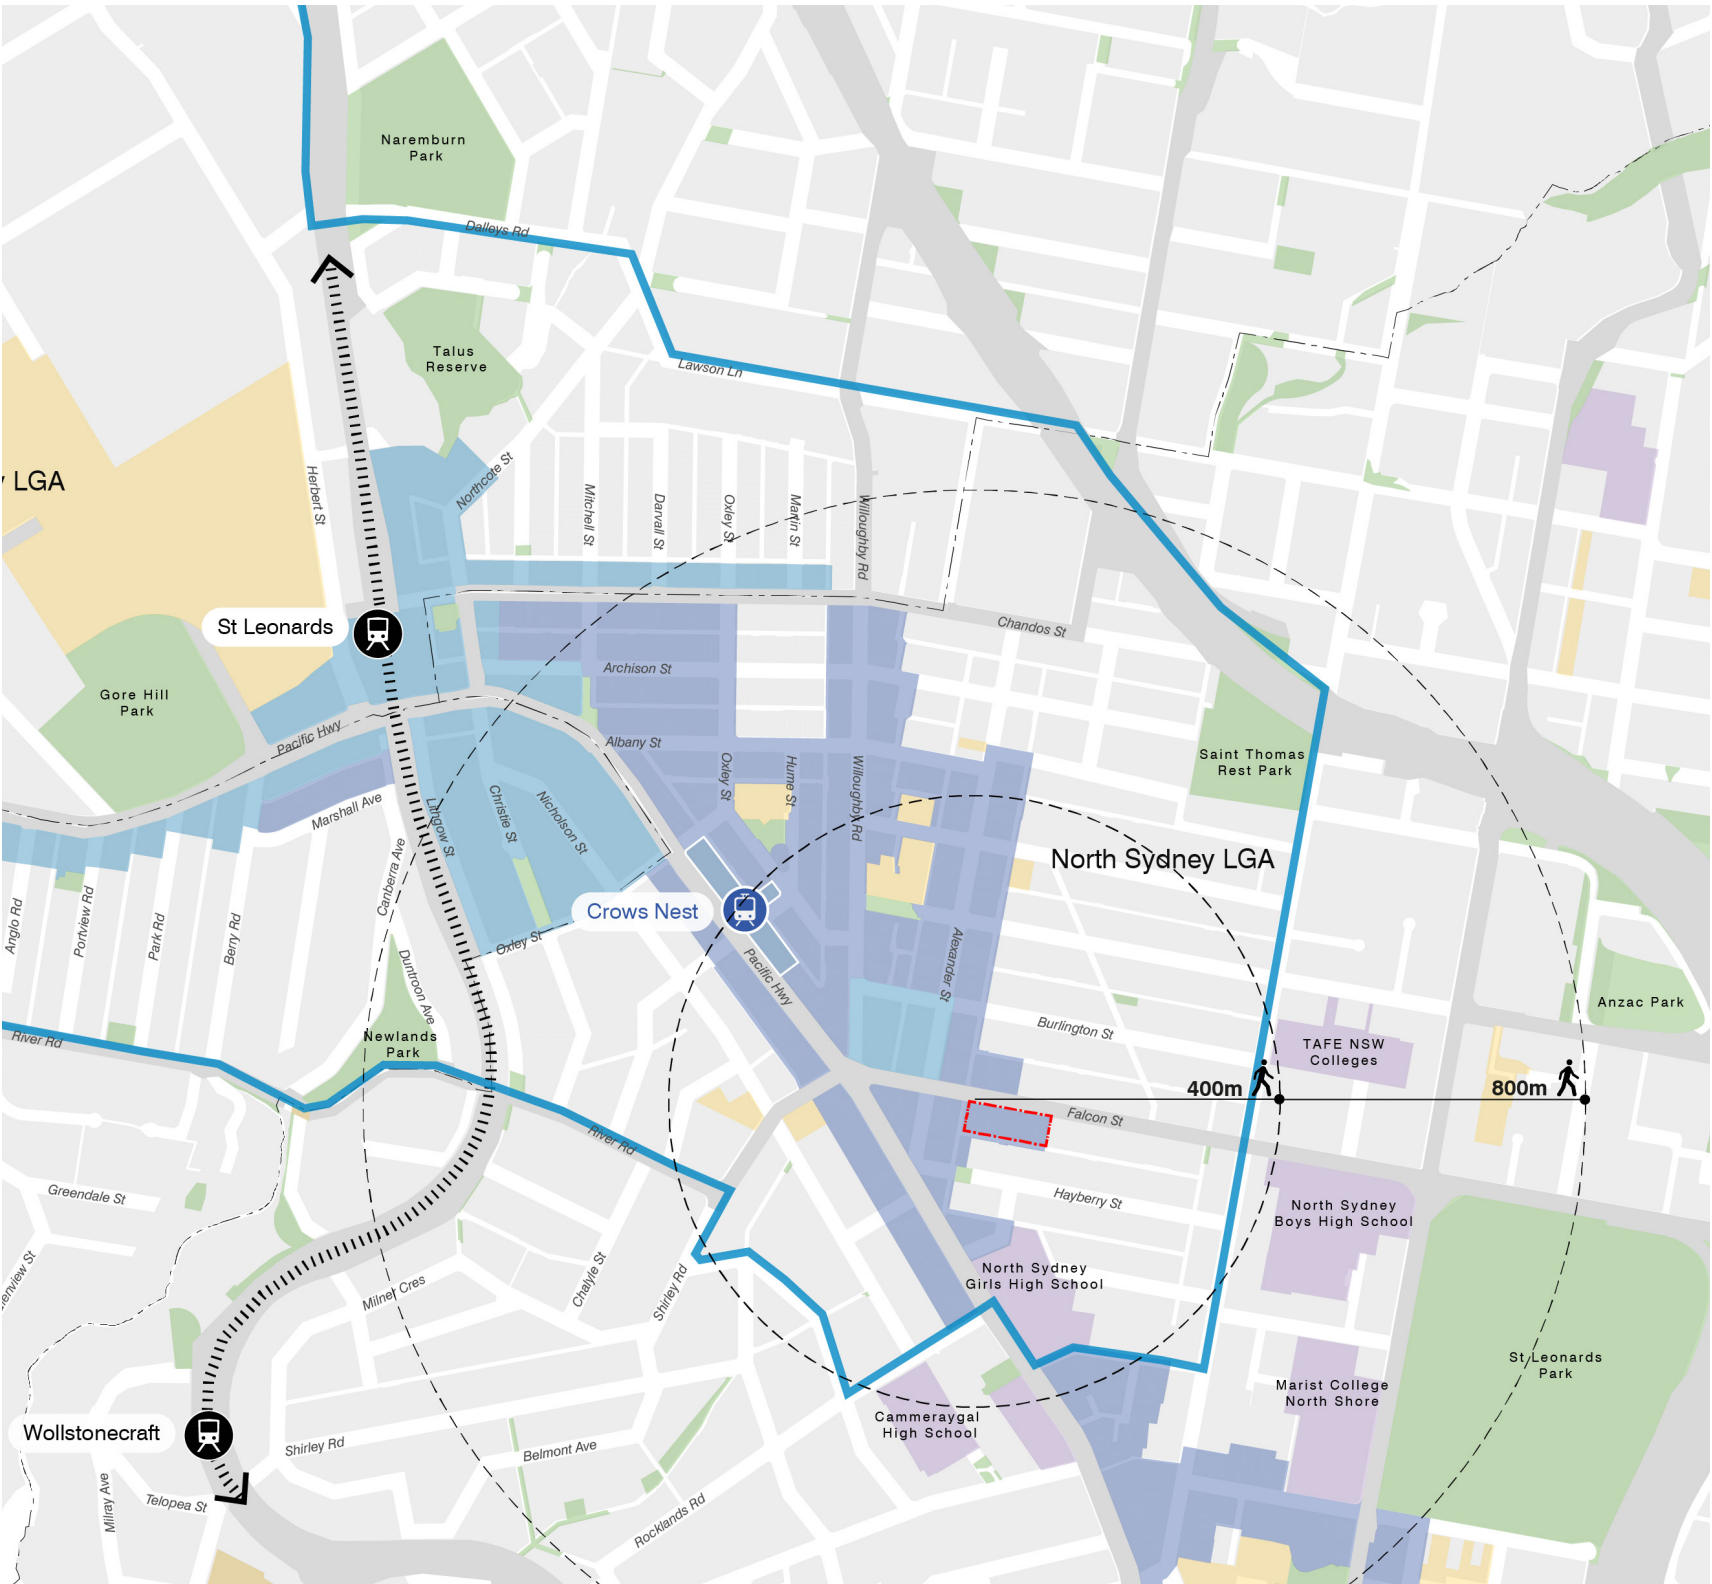 Naremburn
Park
Dalleys Rd
Talus
Reserve
Lawson Ln
LGA
Herbert St
Northcote St
Mitchell St
Darvall St
Oxley St
Martin St
Willoughby Rd
St Leonards
Chandos St
Archison St
Gore Hill
Park
Pacific Hwy
Albany St
Saint Thomas
Rest Park
Oxley St
Hume St
Willoughby Rd
Marshall Ave
Lithgow St
Christie St
Nicholson St
North Sydney LGA
Canberra Ave
Crows Nest
Anglo Rd
Portview Rd
Park Rd
Berry Rd
Oxley St
Alexander St
Duntroon Ave
Pacific Hwy
Anzac Park
River Rd
Newlands
Park
Burlington St
TAFE NSW
Colleges
400m
800m
Falcon St
River Rd
Greendale St
Hayberry St
North Sydney
Boys High School
enview St
Milner Cres
Chalyle St
Shirley Rd
North Sydney
Girls High School
St Leonards
Park
Marist College
North Shore
Cammeraygal
High School
Wollstonecraft
Shirley Rd
Belmont Ave
Milray Ave
Telopea St
Rocklands Rd